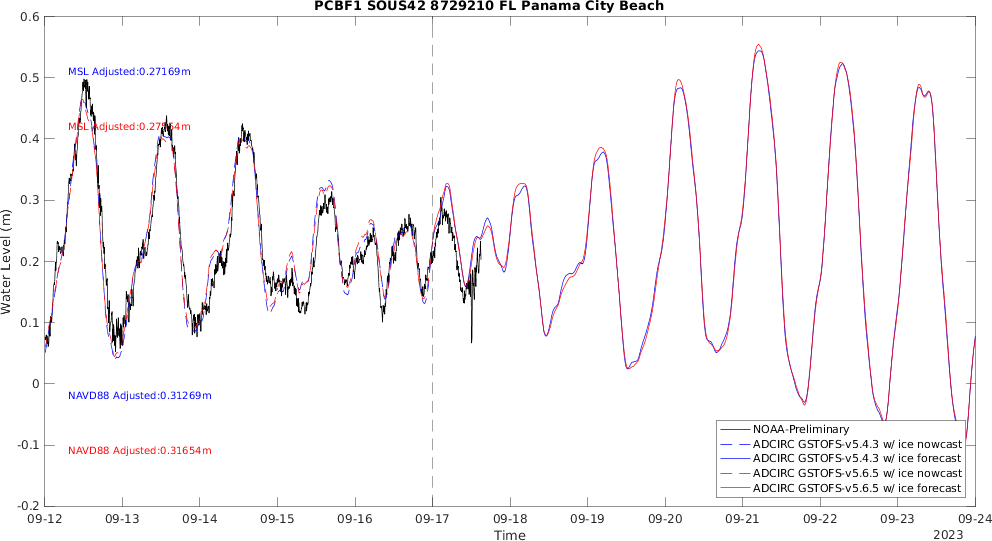 PCBF1 SOUS42 8729210 FL Panama City Beach
0.6
0.5
0.4
0.3
0.2
0.1
0
-0.1
-0.2
Water Level (m)
MSL Adjusted:0.27169m
MSL
NAVD88 Adjusted:0.31269m
NAVD88 Adjusted:0.31654m
NOAA-Preliminary
ADCIRC GSTOFS-v5.4.3 w/ ice nowcast
ADCIRC GSTOFS-v5.4.3 w/ ice forecast
ADCIRC GSTOFS-v5.6.5 w/ ice nowcast
ADCIRC GSTOFS-v5.6.5 w/ ice forecast
09-12 09-13 09-14 09-15 09-16 09-17 09-18 09-19 09-20 09-21 09-22 09-23 09-24
Time
2023